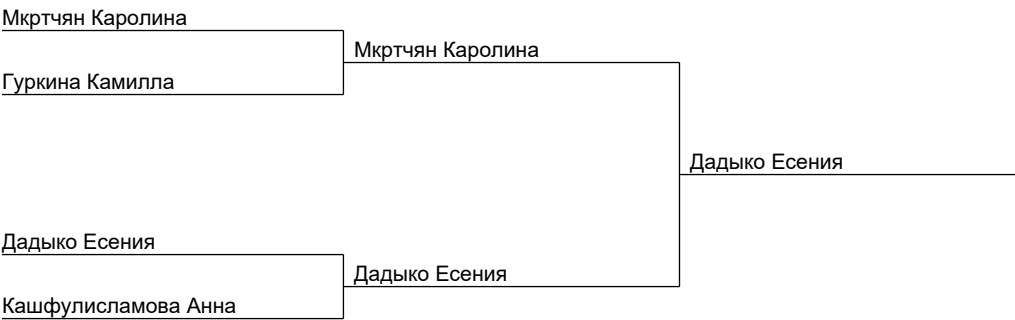 Мкртчян Каролина
Мкртчян Каролина
Гуркина Камилла
Дадыко Есения
Дадыко Есения
Дадыко Есения
Кашфулисламова Анна